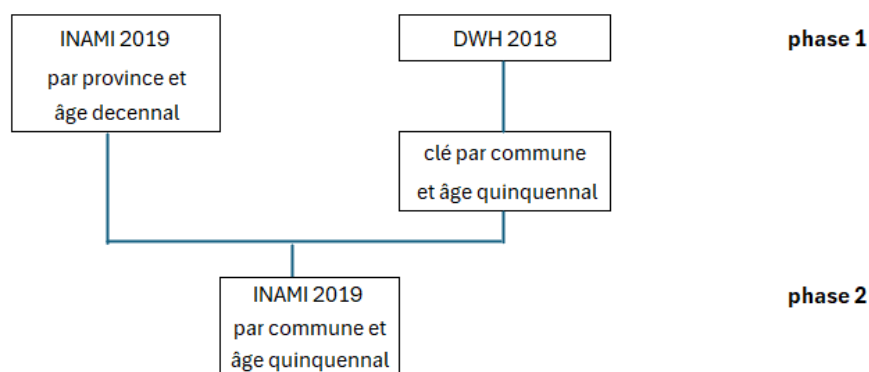 INAMI 2019
par province et
âge decennal
DWH 2018
phase 1
clé par commune
et âge quinquennal
INAMI 2019
par commune et
âge quinquennal
phase 2